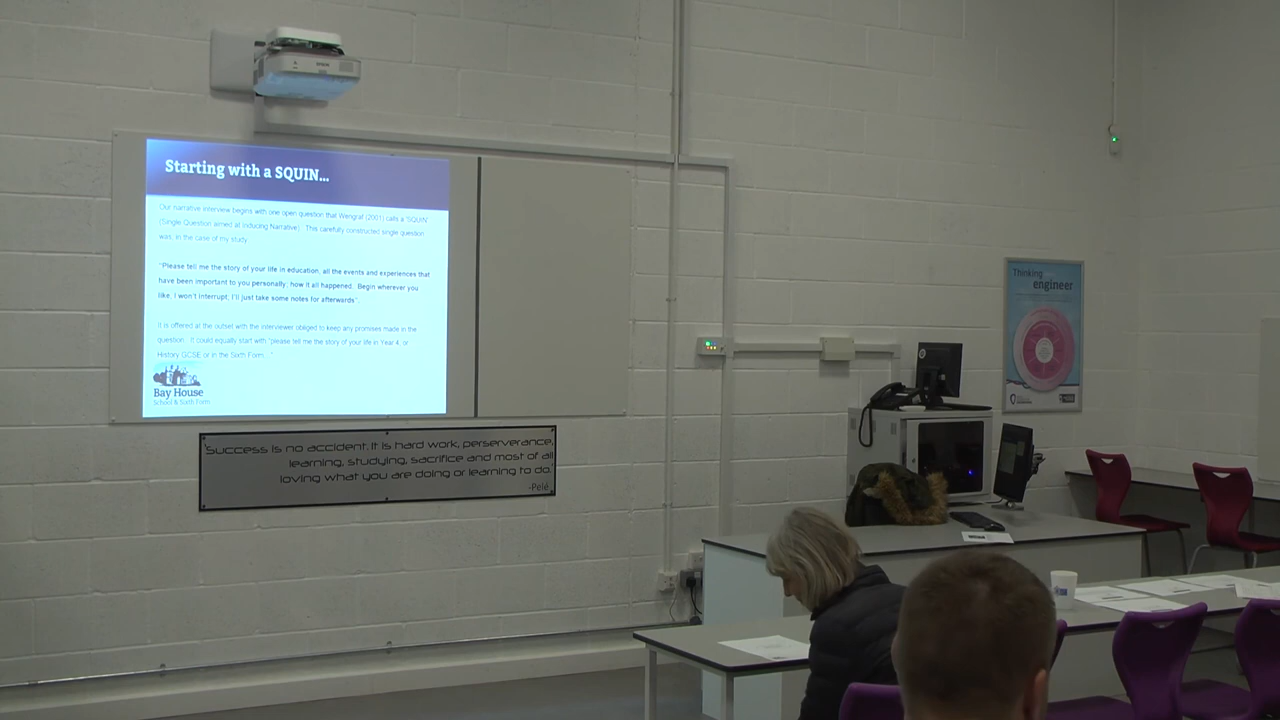 Starting with a SQUIN...
Our narrative interview begins with one open question that Wengraf (2001) calls a 'SQUIN'
(Single Question aimed at Inducing Narrative). This carefully constructed single question
was, in the case of my study
"Please tell me the story of your life in education, all the events and experiences that
have been important to you personally; how it all happened. Begin wherever you
like, I won't interrupt, I'll just take some notes for afterwards".
It is offered at the outset with the interviewer obliged to keep any promises made in the
question. It could equally start with "please tell me the story of your life in Year 4, or
History GCSE or in the Sixth Form..."
Bay House
School & Sixth Form
'Success is no accident. It is hard work, perserverance,
learning, studying, sacrifice and most of all
loving what you are doing or learning to do.'
-Pelé
Thinking
engineer